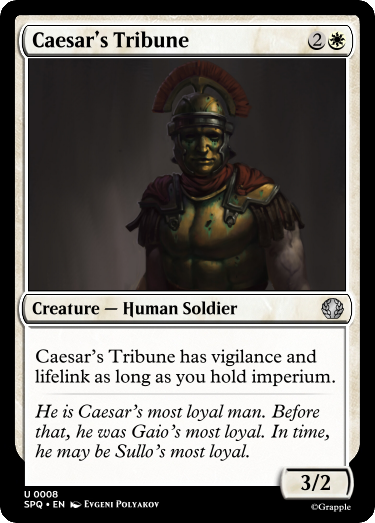 Caesar's Tribune 2
Creature — Human Soldier
Caesar's Tribune has vigilance and
lifelink as long as you hold imperium.
He is Caesar's most loyal man. Before
that, he was Gaio's most loyal. In time,
he may be Sullo's most loyal.
3/2
U 0008
SPQ • EN EVGENI POLYAKOV
©Grapple